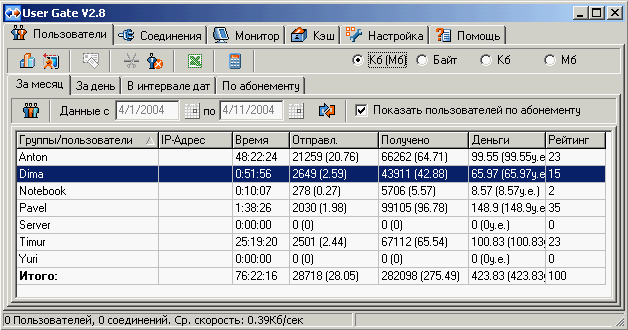 User Gate V2.8
Пользователи Соединения Монитор Кэш Настройка Помощь
Кб (Мб) Байт Кб Мб
За месяц За день В интервале дат По абонементу
Данные с 4/1/2004 по 4/11/2004 Показать пользователей по абонементу
Группы/пользователи IP-Адрес Время Отправл. Получено Деньги Рейтинг
Anton 48:22:24 21259 (20.76) 66262 (64.71) 99.55 (99.55у.е 23
Dima 0:51:56 2649 (2.59) 43911 (42.88) 65.97 (65.97у.е 15
Notebook 0:10:07 278 (0.27) 5706 (5.57) 8.57 (8.57у.е.) 2
Pavel 1:38:26 2030 (1.98) 99105 (96.78) 148.9 (148.9у.е 35
Server 0:00:00 0 (0) 0 (0) 0 (0у.е.) 0
Timur 25:19:20 2501 (2.44) 67112 (65.54) 100.83 (100.83 23
Yuri 0:00:00 0 (0) 0 (0) 0 (0у.е.) 0
Итого: 76:22:16 28718 (28.05) 282098 (275.49) 423.83 (423.83 100
0 Пользователей, 0 соединений. Ср. скорость: 0.39Кб/сек